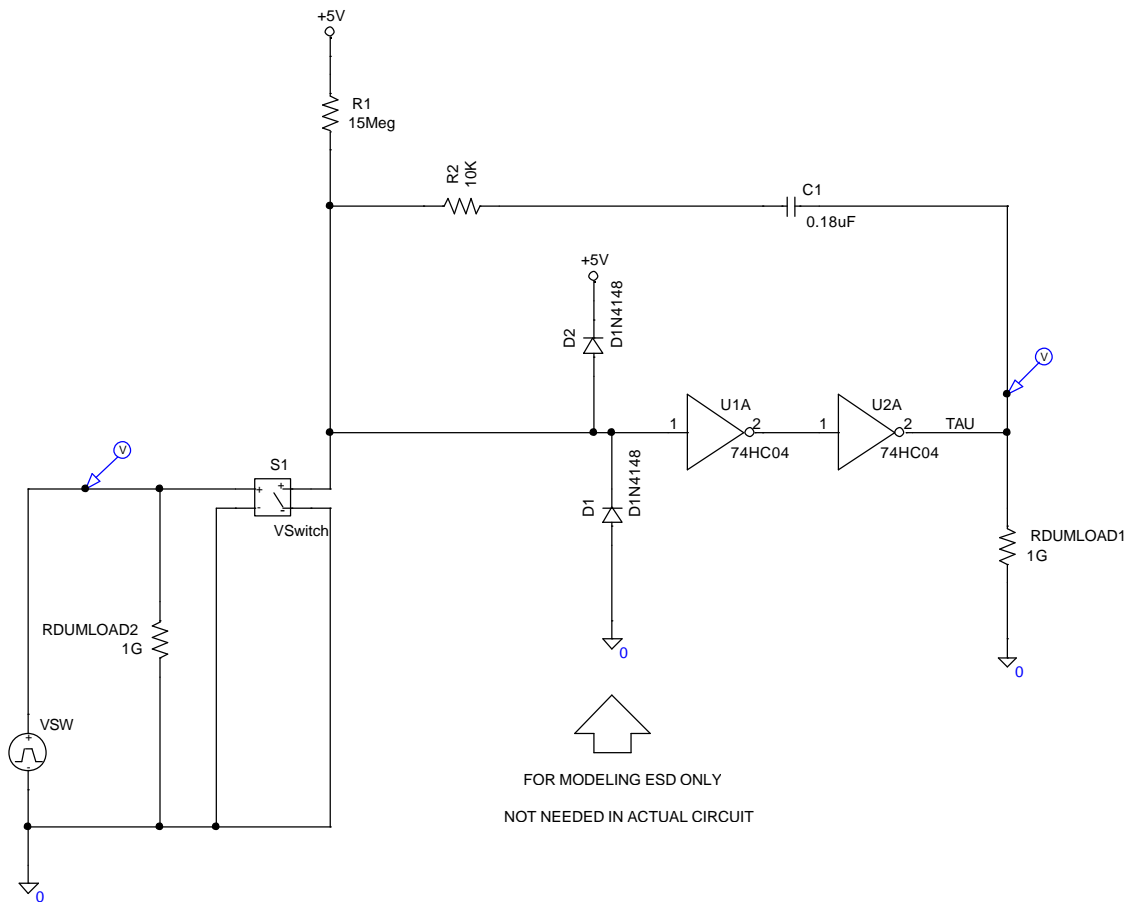 +5V
R1
15Meg
R2
10K
C1
0.18uF
+5V
D2
D1N4148
V
U1A
U2A
1
2
1
2
TAU
74HC04
74HC04
V
S1
+
+
-
-
VSwitch
D1
D1N4148
RDUMLOAD1
1G
RDUMLOAD2
1G
0
0
VSW
+
-
FOR MODELING ESD ONLY
NOT NEEDED IN ACTUAL CIRCUIT
0